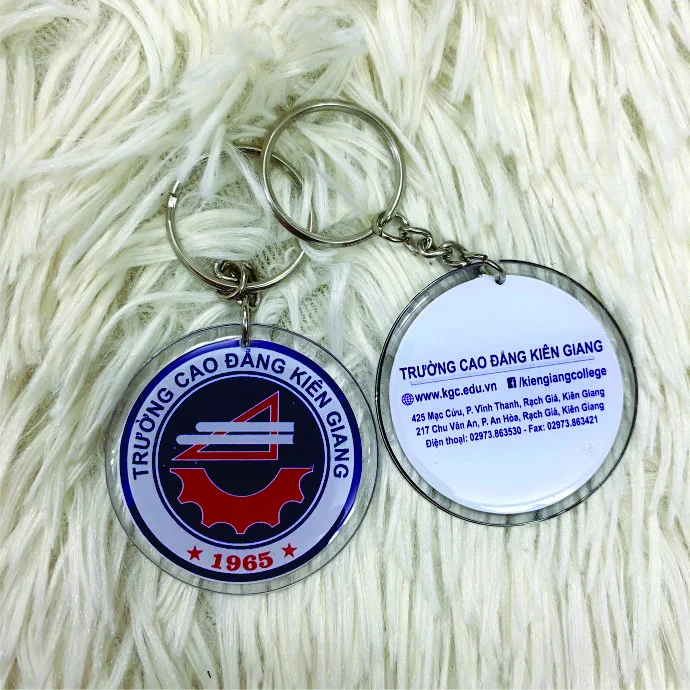 TRƯỜNG CAO ĐẲNG KIÊN GIANG
★ 1965 ★
TRƯỜNG CAO ĐẲNG KIÊN GIANG
www.kgc.edu.vn /kiengiangcollege
425 Mạc Cửu, P. Vĩnh Thanh, Rạch Giá, Kiên Giang
217 Chu Văn An, P. An Hòa, Rạch Giá, Kiên Giang
Điện thoại: 02973.863530 - Fax: 02973.863421